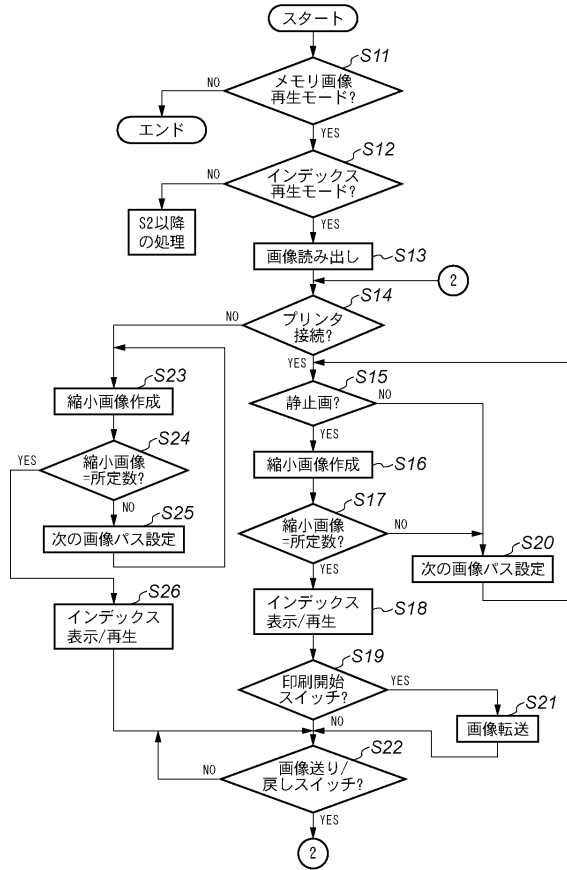 スタート
S11
メモリ画像
再生モード?
NO
YES
エンド
S12
インデックス
再生モード?
NO
YES
S2以降
の処理
画像読み出し
S13
2
S14
プリンタ
接続?
NO
YES
S23
縮小画像作成
S15
静止画?
NO
YES
S24
縮小画像
=所定数?
YES
NO
縮小画像作成
S16
S17
縮小画像
=所定数?
NO
YES
S25
次の画像パス設定
S20
次の画像パス設定
S26
インデックス
表示/再生
インデックス
表示/再生
S18
S19
印刷開始
スイッチ?
YES
NO
S21
画像転送
S22
画像送り/
戻しスイッチ?
NO
YES
2